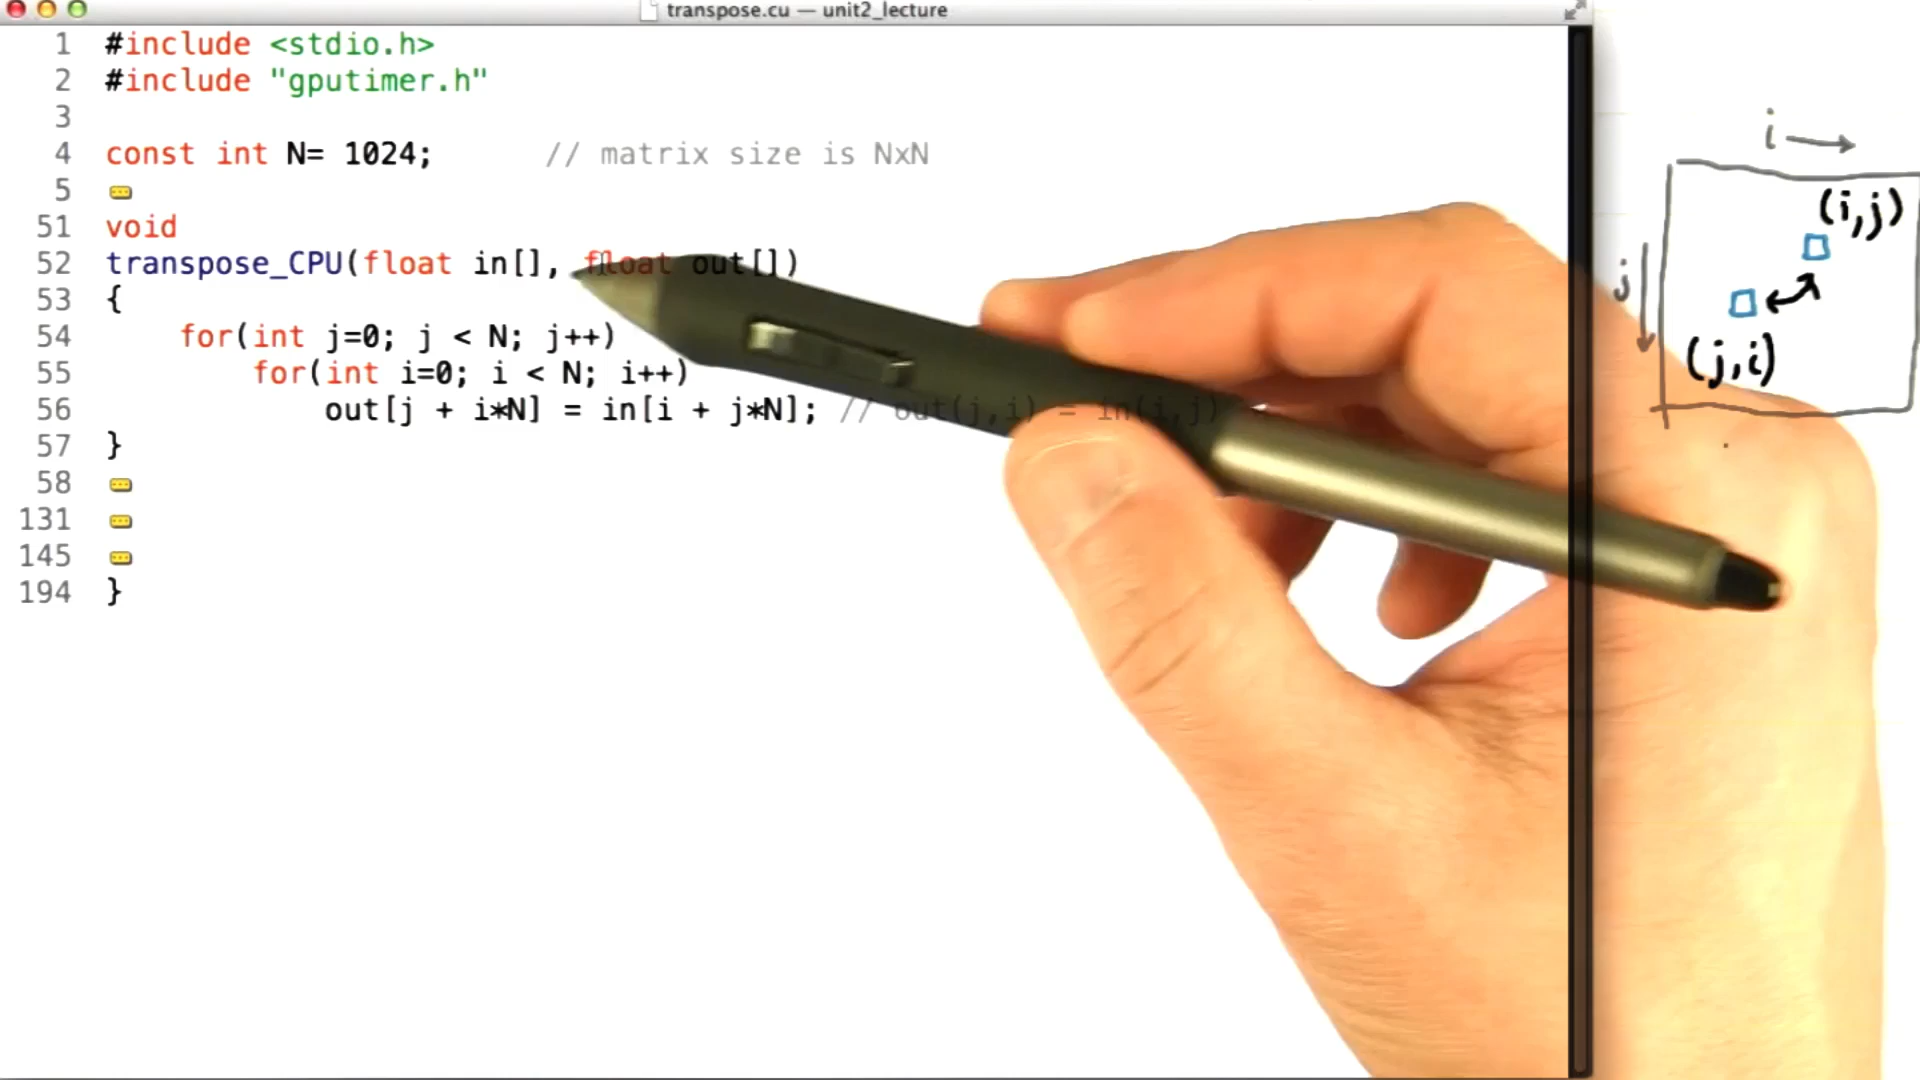 transpose.cu — unit2_lecture
1 #include <stdio.h>
2 #include "gputimer.h"
3
4 const int N= 1024; // matrix size is NxN
5
51 void
52 transpose_CPU(float in[], float out[])
53 {
54 for(int j=0; j < N; j++)
55 for(int i=0; i < N; i++)
56 out[j + i*N] = in[i + j*N]; // out(j,i) = in(i,j)
57 }
58
131
145
194 }
i
(i,j)
j
(j,i)